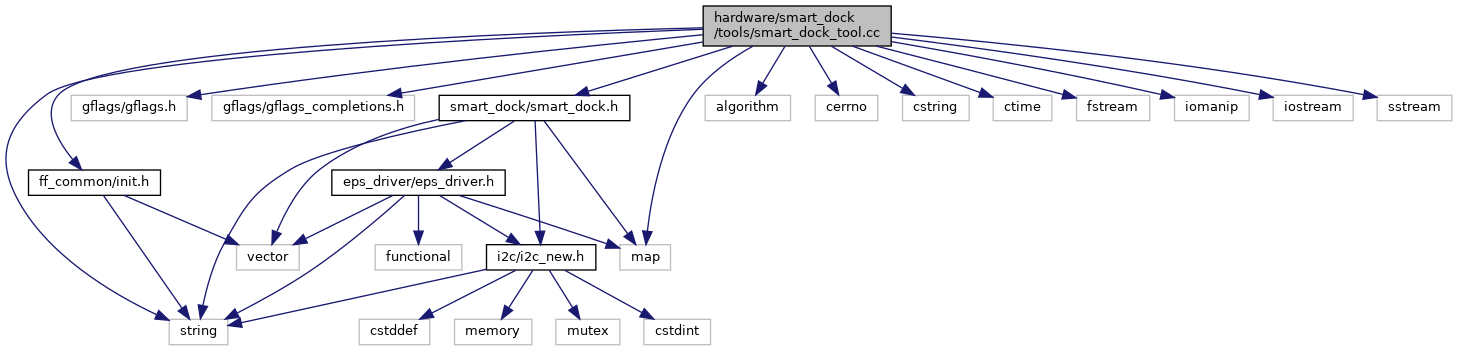 hardware/smart_dock
/tools/smart_dock_tool.cc
gflags/gflags.h
gflags/gflags_completions.h
smart_dock/smart_dock.h
algorithm
cerrno
cstring
ctime
fstream
iomanip
iostream
sstream
ff_common/init.h
eps_driver/eps_driver.h
vector
functional
i2c/i2c_new.h
map
string
cstddef
memory
mutex
cstdint